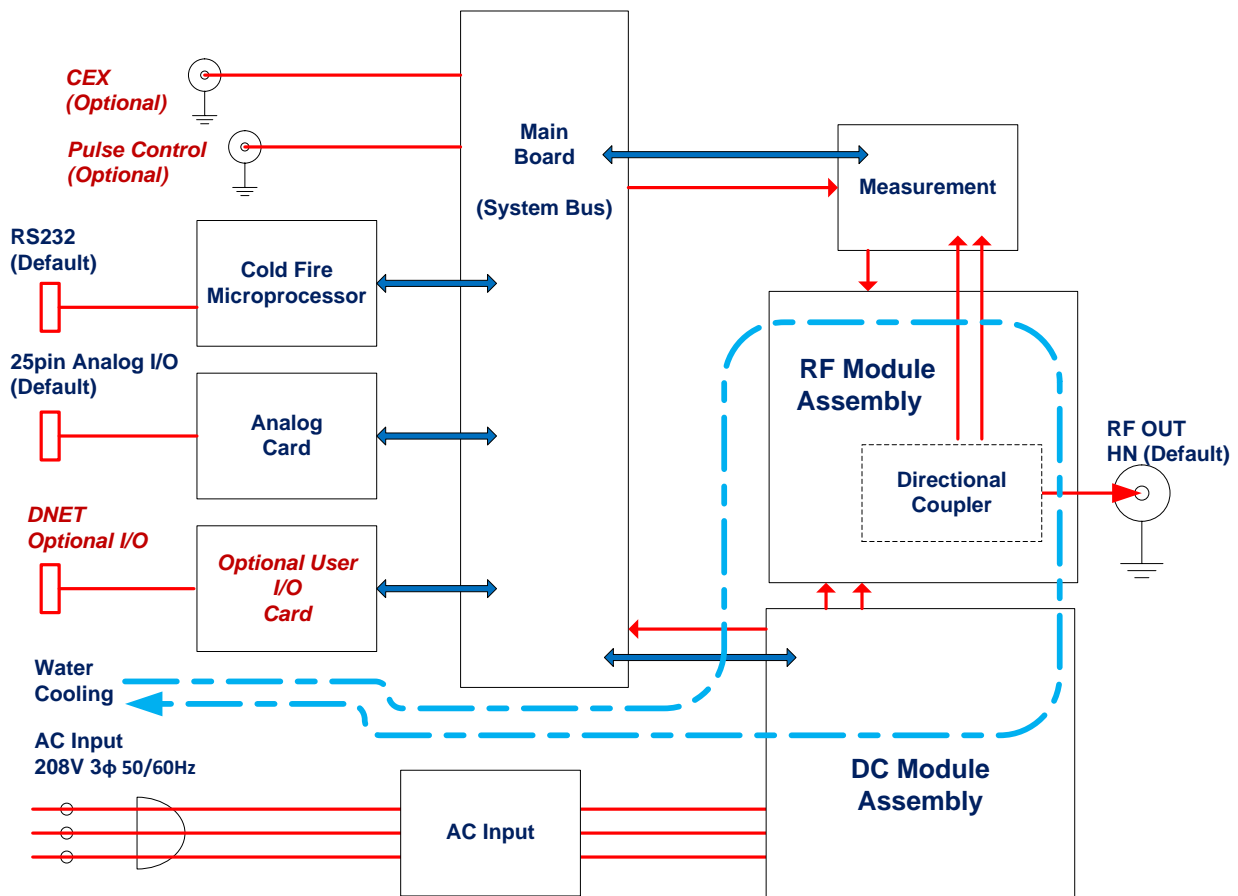 CEX
(Optional)
Pulse Control
(Optional)
Main
Board
(System Bus)
Measurement
RS232
(Default)
Cold Fire
Microprocessor
25pin Analog I/O
(Default)
Analog
Card
RF Module
Assembly
Directional
Coupler
RF OUT
HN (Default)
DNET
Optional I/O
Optional User
I/O
Card
Water
Cooling
AC Input
208V 3ϕ 50/60Hz
AC Input
DC Module
Assembly